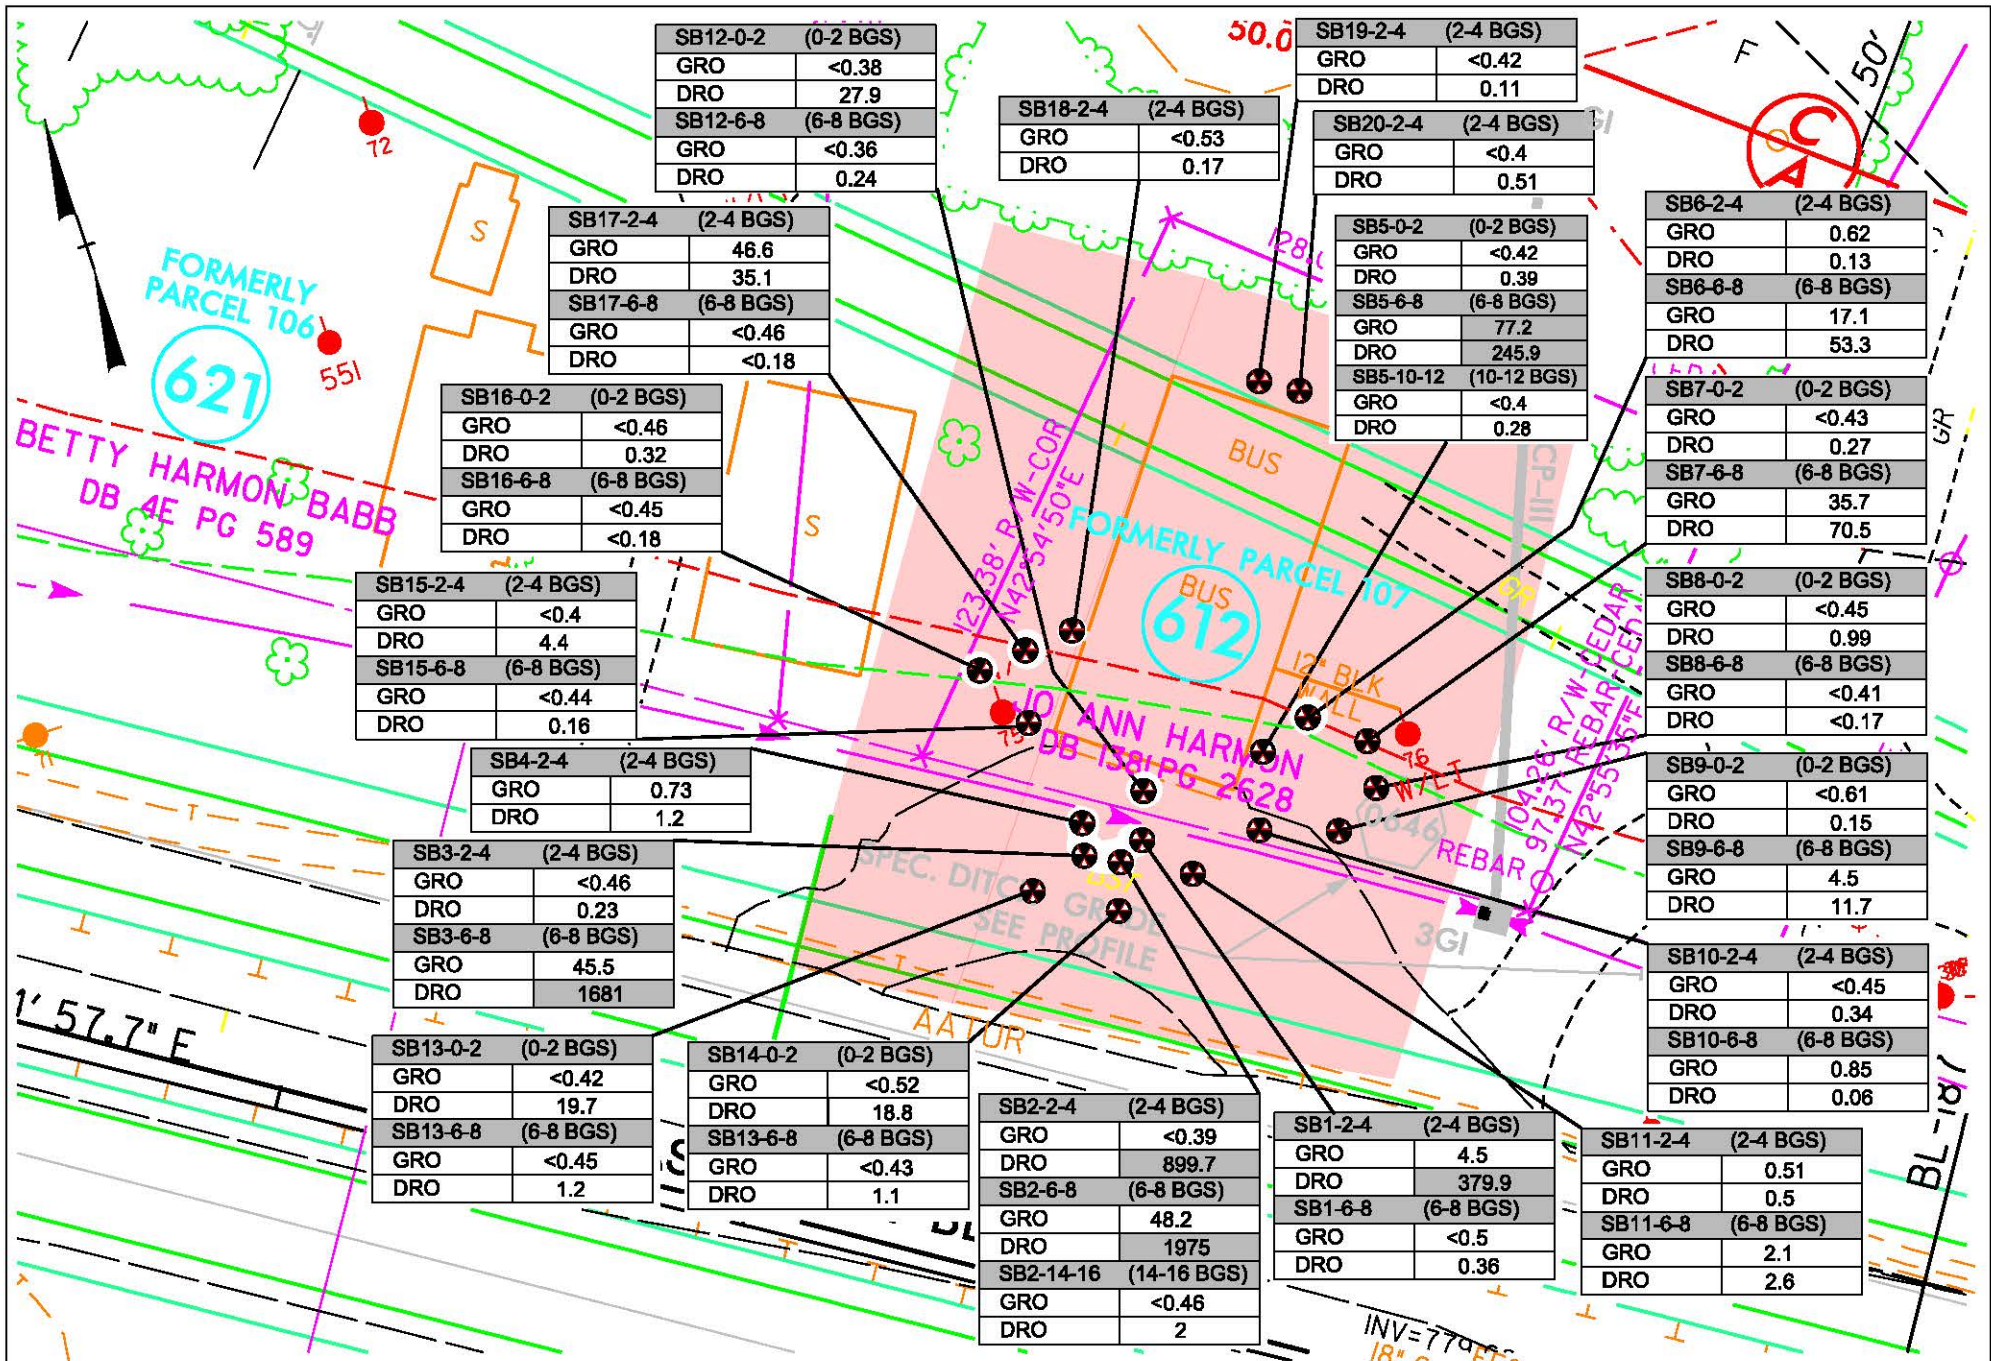 SB12-0-2 (0-2 BGS)
GRO <0.38
DRO 27.9
SB12-6-8 (6-8 BGS)
GRO <0.36
DRO 0.24
SB18-2-4 (2-4 BGS)
GRO <0.53
DRO 0.17
50.0
SB19-2-4 (2-4 BGS)
GRO <0.42
DRO 0.11
SB20-2-4 (2-4 BGS)
GRO <0.4
DRO 0.51
GI
F
50'
C
A
72
SB17-2-4 (2-4 BGS)
GRO 46.6
DRO 35.1
SB17-6-8 (6-8 BGS)
GRO <0.46
DRO <0.18
SB5-0-2 (0-2 BGS)
GRO <0.42
DRO 0.39
SB5-6-8 (6-8 BGS)
GRO 77.2
DRO 245.9
SB5-10-12 (10-12 BGS)
GRO <0.4
DRO 0.28
SB6-2-4 (2-4 BGS)
GRO 0.62
DRO 0.13
SB6-6-8 (6-8 BGS)
GRO 17.1
DRO 53.3
S
FORMERLY
PARCEL 106
621
551
BETTY HARMON BABB
DB 4E PG 589
SB16-0-2 (0-2 BGS)
GRO <0.46
DRO 0.32
SB16-6-8 (6-8 BGS)
GRO <0.45
DRO <0.18
S
SB7-0-2 (0-2 BGS)
GRO <0.43
DRO 0.27
SB7-6-8 (6-8 BGS)
GRO 35.7
DRO 70.5
GR
123.38' R/W-COR
N42°54'50"E
BUS
FORMERLY PARCEL 107
BUS
612
GR
SB15-2-4 (2-4 BGS)
GRO <0.4
DRO 4.4
SB15-6-8 (6-8 BGS)
GRO <0.44
DRO 0.16
SB8-0-2 (0-2 BGS)
GRO <0.45
DRO 0.99
SB8-6-8 (6-8 BGS)
GRO <0.41
DRO <0.17
12" BLK
WALL
75
JO ANN HARMON
DB 1381 PG 2628
76
104.26' R/W-CEDAR
SB4-2-4 (2-4 BGS)
GRO 0.73
DRO 1.2
SB9-0-2 (0-2 BGS)
GRO <0.61
DRO 0.15
SB9-6-8 (6-8 BGS)
GRO 4.5
DRO 11.7
0646
REBAR
SB3-2-4 (2-4 BGS)
GRO <0.46
DRO 0.23
SB3-6-8 (6-8 BGS)
GRO 45.5
DRO 1681
SPEC. DITCH GRADE
SEE PROFILE
3GI
SB10-2-4 (2-4 BGS)
GRO <0.45
DRO 0.34
SB10-6-8 (6-8 BGS)
GRO 0.85
DRO 0.06
1' 57.7" E
SB13-0-2 (0-2 BGS)
GRO <0.42
DRO 19.7
SB13-6-8 (6-8 BGS)
GRO <0.45
DRO 1.2
SB14-0-2 (0-2 BGS)
GRO <0.52
DRO 18.8
SB13-6-8 (6-8 BGS)
GRO <0.43
DRO 1.1
SB2-2-4 (2-4 BGS)
GRO <0.39
DRO 899.7
SB2-6-8 (6-8 BGS)
GRO 48.2
DRO 1975
SB2-14-16 (14-16 BGS)
GRO <0.46
DRO 2
SB1-2-4 (2-4 BGS)
GRO 4.5
DRO 379.9
SB1-6-8 (6-8 BGS)
GRO <0.5
DRO 0.36
SB11-2-4 (2-4 BGS)
GRO 0.51
DRO 0.5
SB11-6-8 (6-8 BGS)
GRO 2.1
DRO 2.6
BL-187